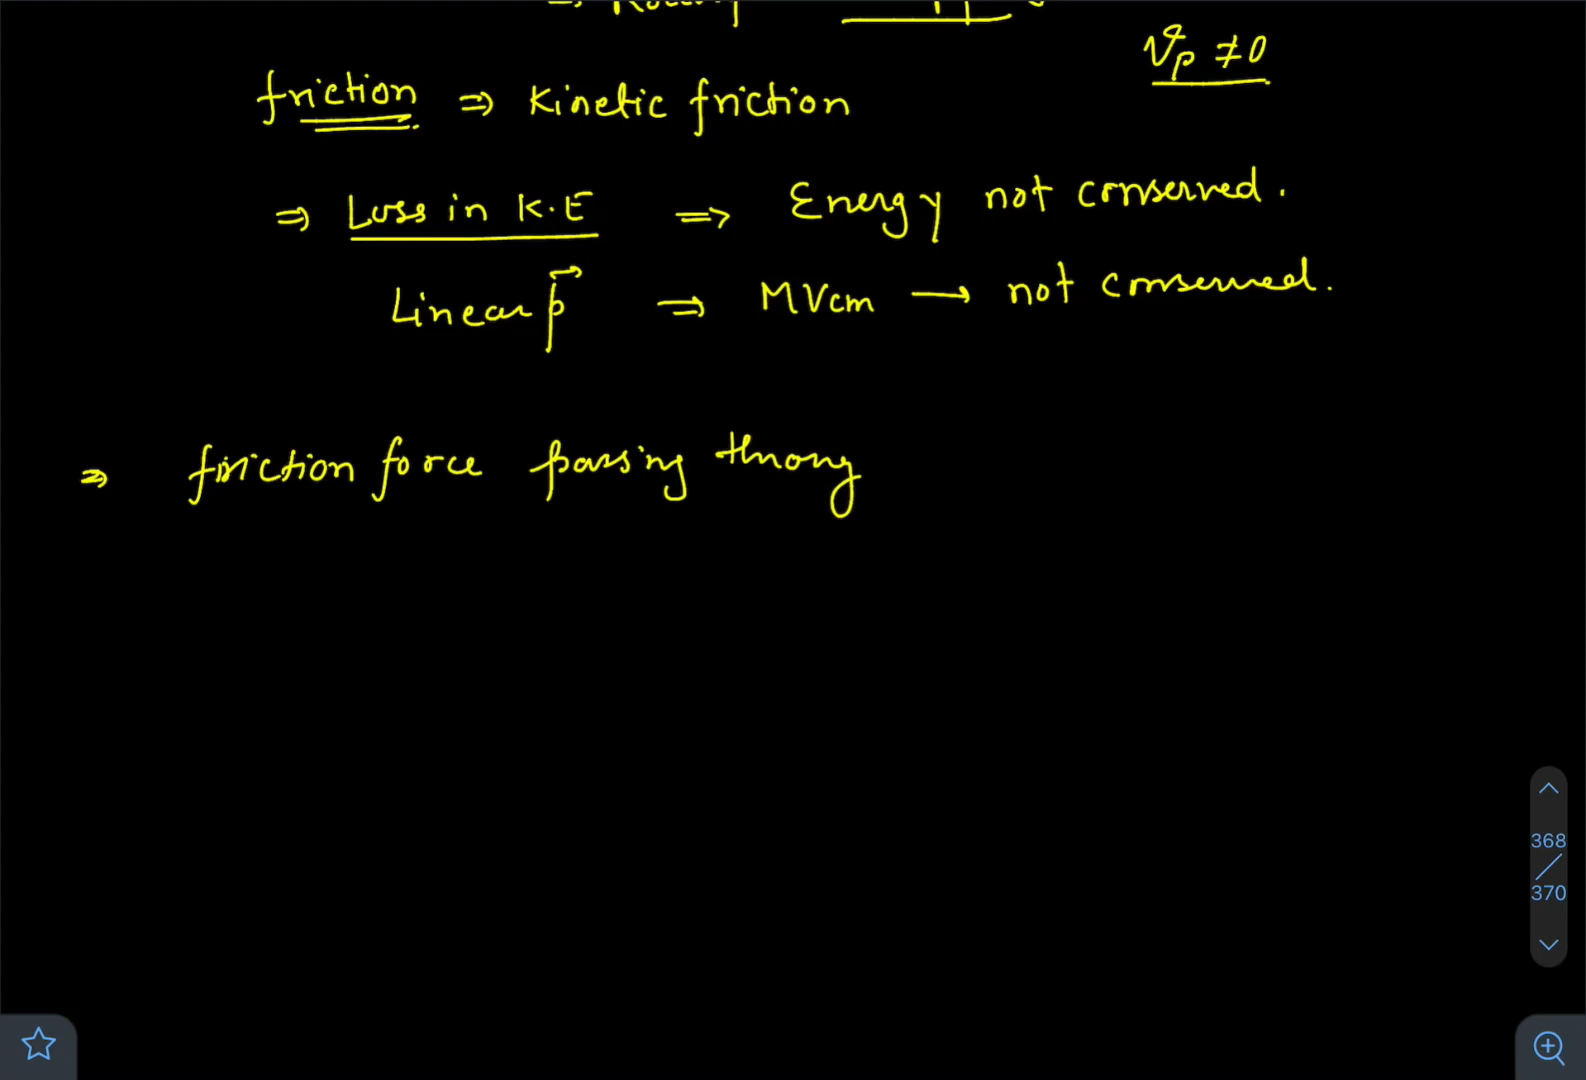 Vp ≠ 0
friction ⇒ Kinetic friction
⇒ Loss in K.E ⇒ Energy not conserved.
Linear p⃗ ⇒ MVcm → not conserved.
⇒ friction force passing throug
368
370